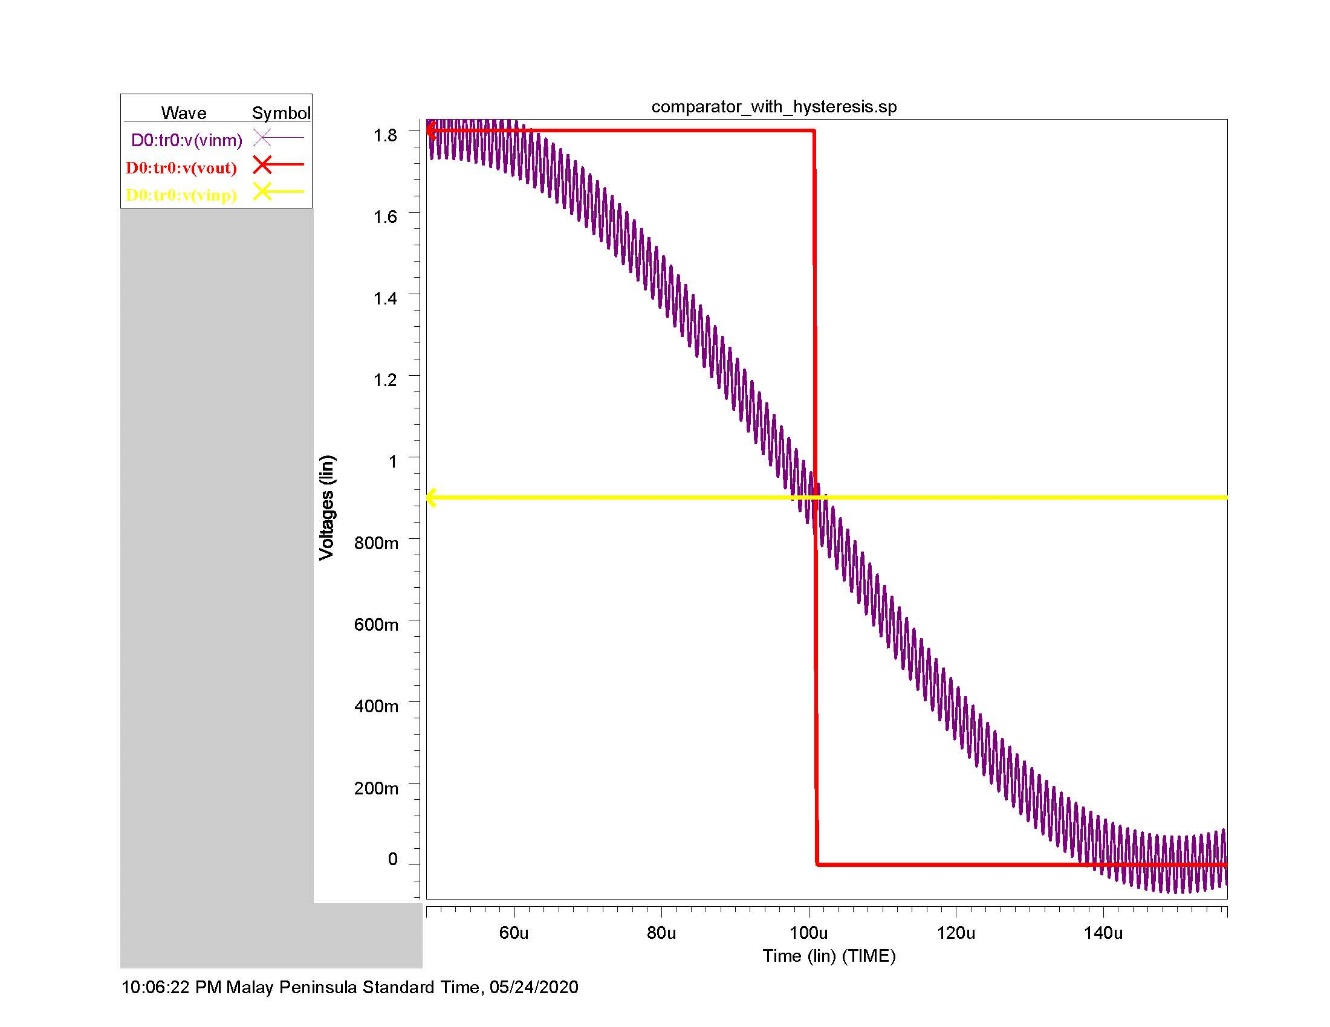 comparator_with_hysteresis.sp
Wave Symbol
D0:tr0:v(vinm)
D0:tr0:v(vout)
D0:tr0:v(vinp)
1.8
1.6
1.4
1.2
1
800m
600m
400m
200m
0
Voltages (lin)
60u 80u 100u 120u 140u
Time (lin) (TIME)
10:06:22 PM Malay Peninsula Standard Time, 05/24/2020